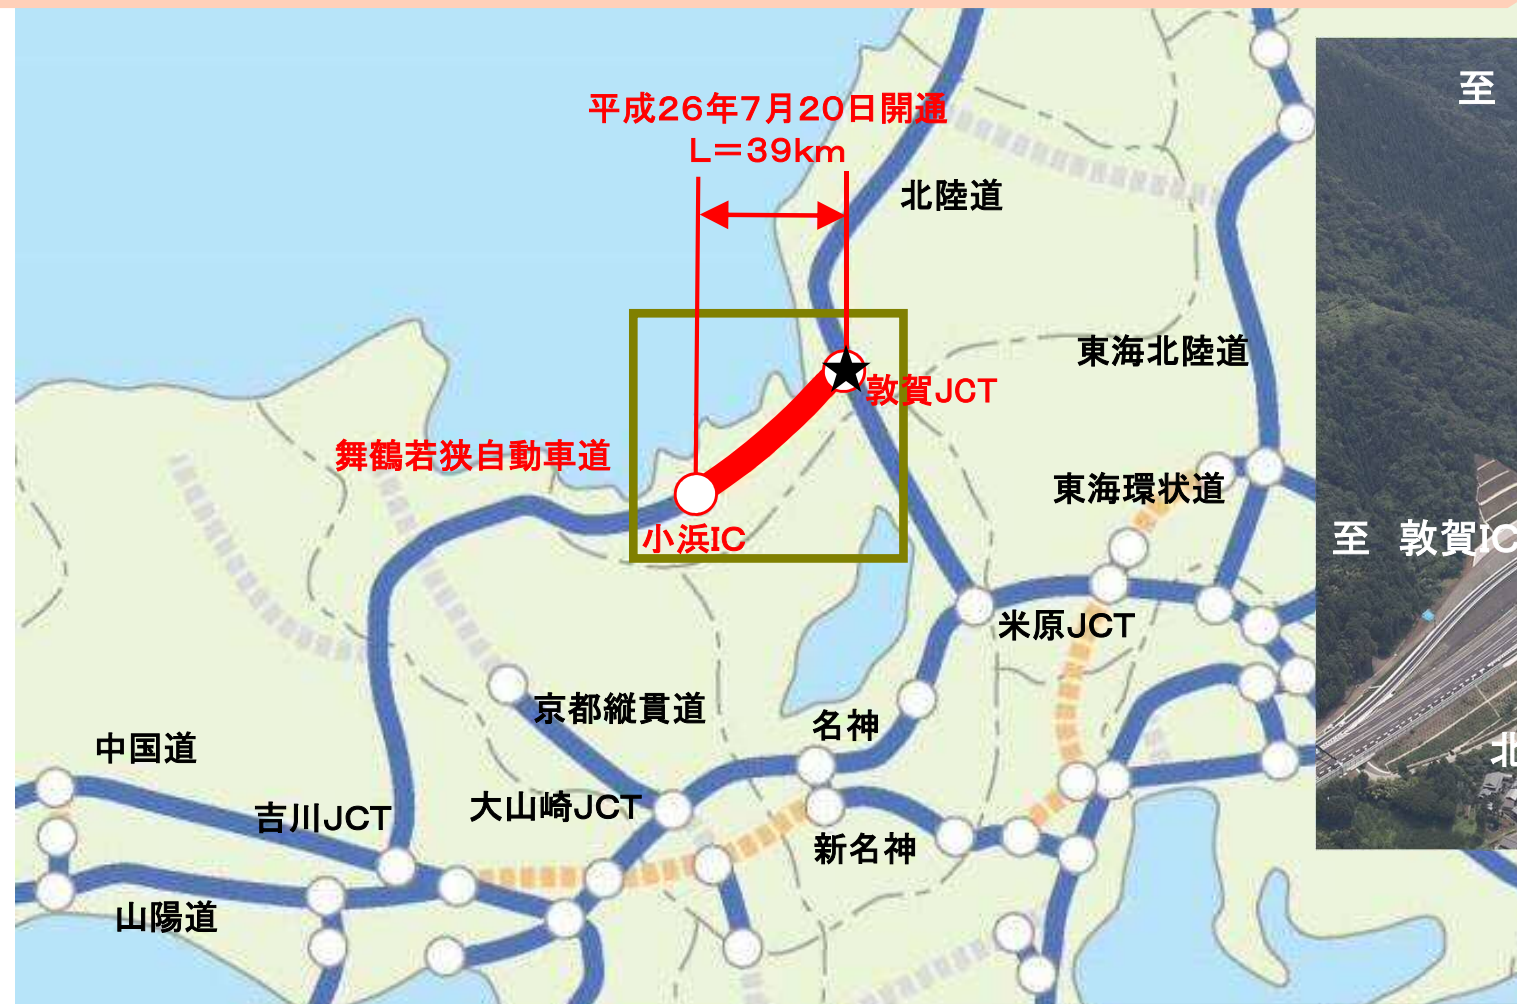 平成26年7月20日開通
L=39km
至
北陸道
東海北陸道
敦賀JCT
舞鶴若狭自動車道
東海環状道
小浜IC
至 敦賀IC
米原JCT
京都縦貫道
名神
中国道
北
大山崎JCT
吉川JCT
新名神
山陽道